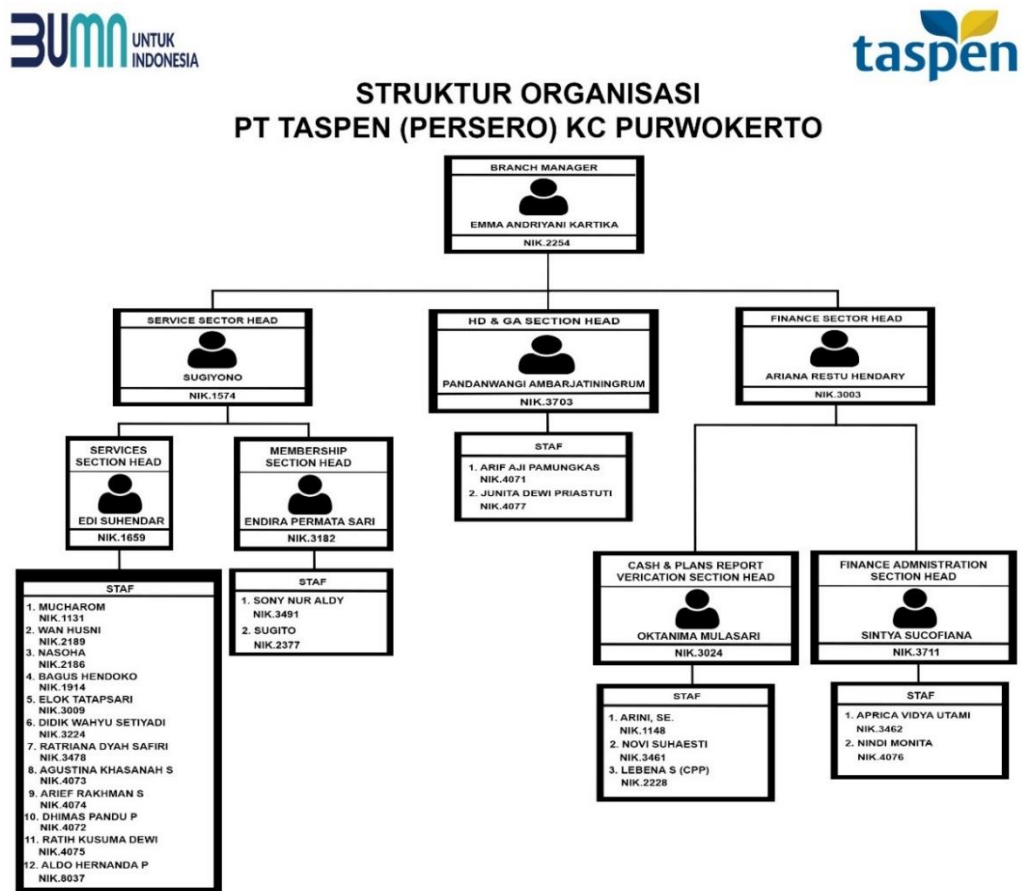 BUMN UNTUK
INDONESIA
taspen
STRUKTUR ORGANISASI
PT TASPEN (PERSERO) KC PURWOKERTO
BRANCH MANAGER
EMMA ANDRIYANI KARTIKA
NIK.2254
SERVICE SECTOR HEAD
SUGIYONO
NIK.1574
HD & GA SECTION HEAD
PANDANWANGI AMBARJATININGRUM
NIK.3703
FINANCE SECTOR HEAD
ARIANA RESTU HENDARY
NIK.3003
SERVICES
SECTION HEAD
EDI SUHENDAR
NIK.1659
MEMBERSHIP
SECTION HEAD
ENDIRA PERMATA SARI
NIK.3182
STAF
1. ARIF AJI PAMUNGKAS
NIK.4071
2. JUNITA DEWI PRIASTUTI
NIK.4077
CASH & PLANS REPORT
VERICATION SECTION HEAD
OKTANIMA MULASARI
NIK.3024
FINANCE ADMNISTRATION
SECTION HEAD
SINTYA SUCOFIANA
NIK.3711
STAF
1. MUCHAROM
NIK.1131
2. WAN HUSNI
NIK.2189
3. NASOHA
NIK.2186
4. BAGUS HENDOKO
NIK.1914
5. ELOK TATAPSARI
NIK.3009
6. DIDIK WAHYU SETIYADI
NIK.3224
7. RATRIANA DYAH SAFIRI
NIK.3478
8. AGUSTINA KHASANAH S
NIK.4073
9. ARIEF RAKHMAN S
NIK.4074
10. DHIMAS PANDU P
NIK.4072
11. RATIH KUSUMA DEWI
NIK.4075
12. ALDO HERNANDA P
NIK.8037
STAF
1. SONY NUR ALDY
NIK.3491
2. SUGITO
NIK.2377
STAF
1. ARINI, SE.
NIK.1148
2. NOVI SUHAESTI
NIK.3461
3. LEBENA S (CPP)
NIK.2228
STAF
1. APRICA VIDYA UTAMI
NIK.3462
2. NINDI MONITA
NIK.4076